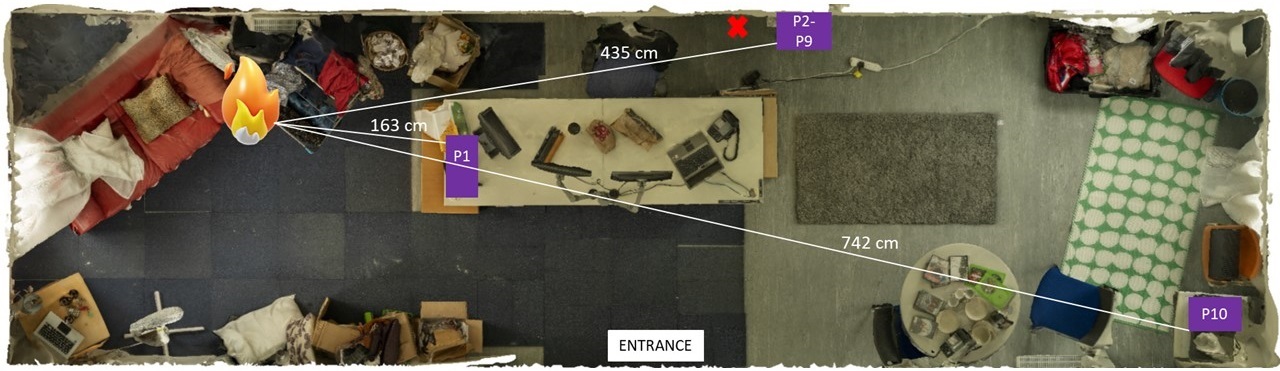 P2-
P9
435 cm
163 cm
P1
742 cm
P10
ENTRANCE